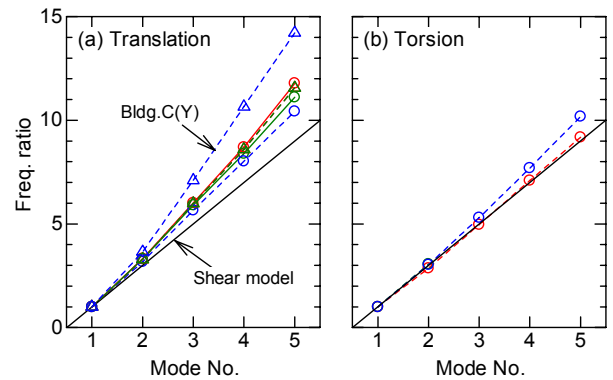 15
(a) Translation
(b) Torsion
Bldg.C(Y)
10
Freq. ratio
5
Shear model
0
1 2 3 4 5
1 2 3 4 5
Mode No.
Mode No.